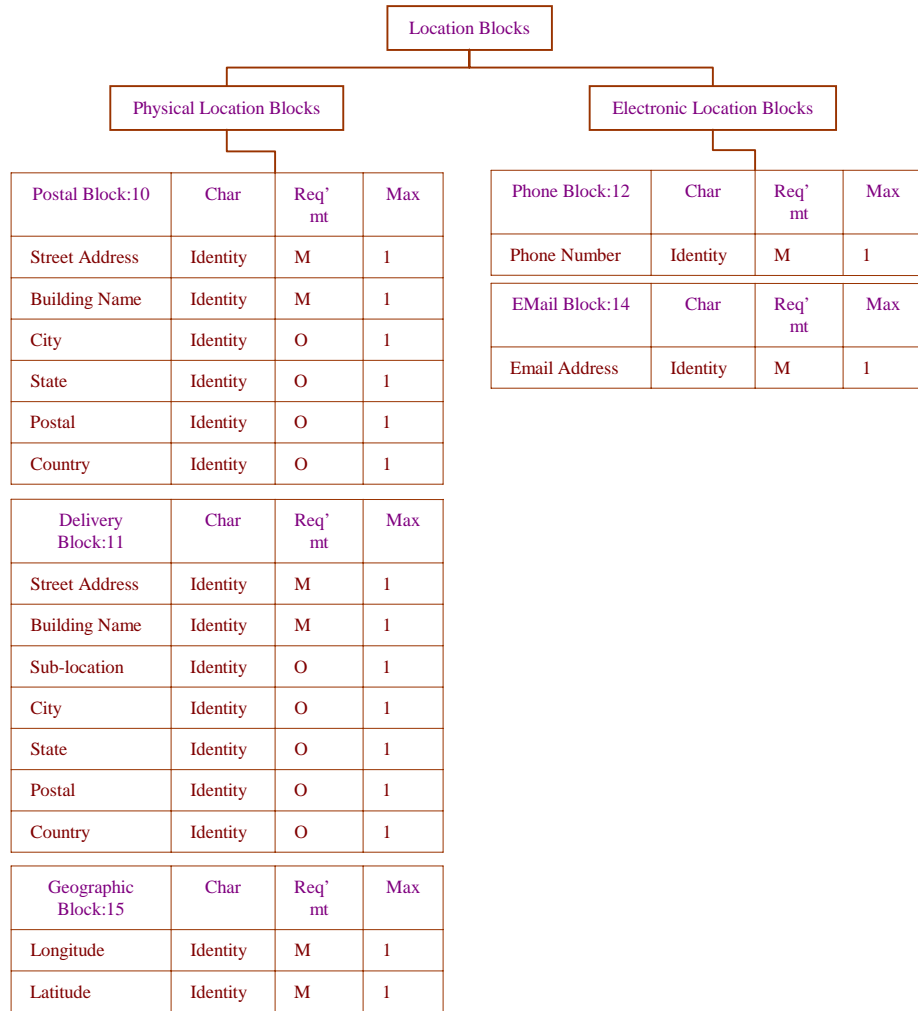 Location Blocks
Physical Location Blocks
Electronic Location Blocks
Postal Block:10 Char Req’ Max
mt
Street Address Identity M 1
Building Name Identity M 1
City Identity O 1
State Identity O 1
Postal Identity O 1
Country Identity O 1
Delivery Char Req’ Max
Block:11 mt
Street Address Identity M 1
Building Name Identity M 1
Sub-location Identity O 1
City Identity O 1
State Identity O 1
Postal Identity O 1
Country Identity O 1
Geographic Char Req’ Max
Block:15 mt
Longitude Identity M 1
Latitude Identity M 1
Phone Block:12 Char Req’ Max
mt
Phone Number Identity M 1
EMail Block:14 Char Req’ Max
mt
Email Address Identity M 1